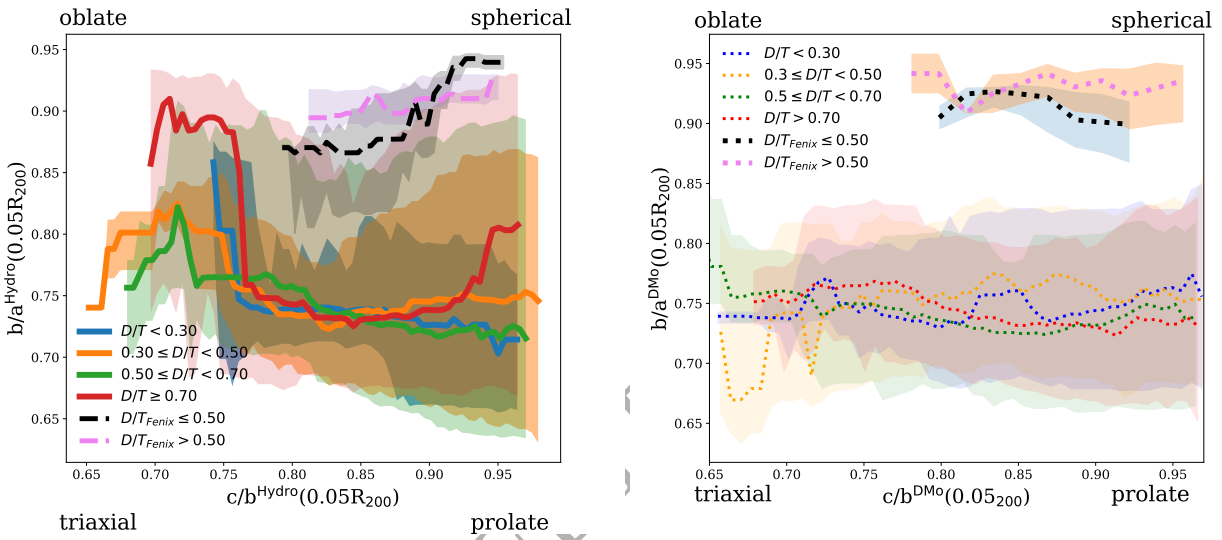 oblate
spherical
0.95
0.90
0.85
0.80
0.75
0.70
0.65
b/a^Hydro(0.05R_200)
D/T < 0.30
0.30 ≤ D/T < 0.50
0.50 ≤ D/T < 0.70
D/T ≥ 0.70
D/T_Fenix ≤ 0.50
D/T_Fenix > 0.50
0.65 0.70 0.75 0.80 0.85 0.90 0.95
c/b^Hydro(0.05R_200)
triaxial
prolate
oblate
spherical
0.95
0.90
0.85
0.80
0.75
0.70
0.65
b/a^DMo(0.05R_200)
D/T < 0.30
0.3 ≤ D/T < 0.50
0.5 ≤ D/T < 0.70
D/T > 0.70
D/T_Fenix ≤ 0.50
D/T_Fenix > 0.50
0.65 0.70 0.75 0.80 0.85 0.90 0.95
triaxial
c/b^DMo(0.05_200)
prolate